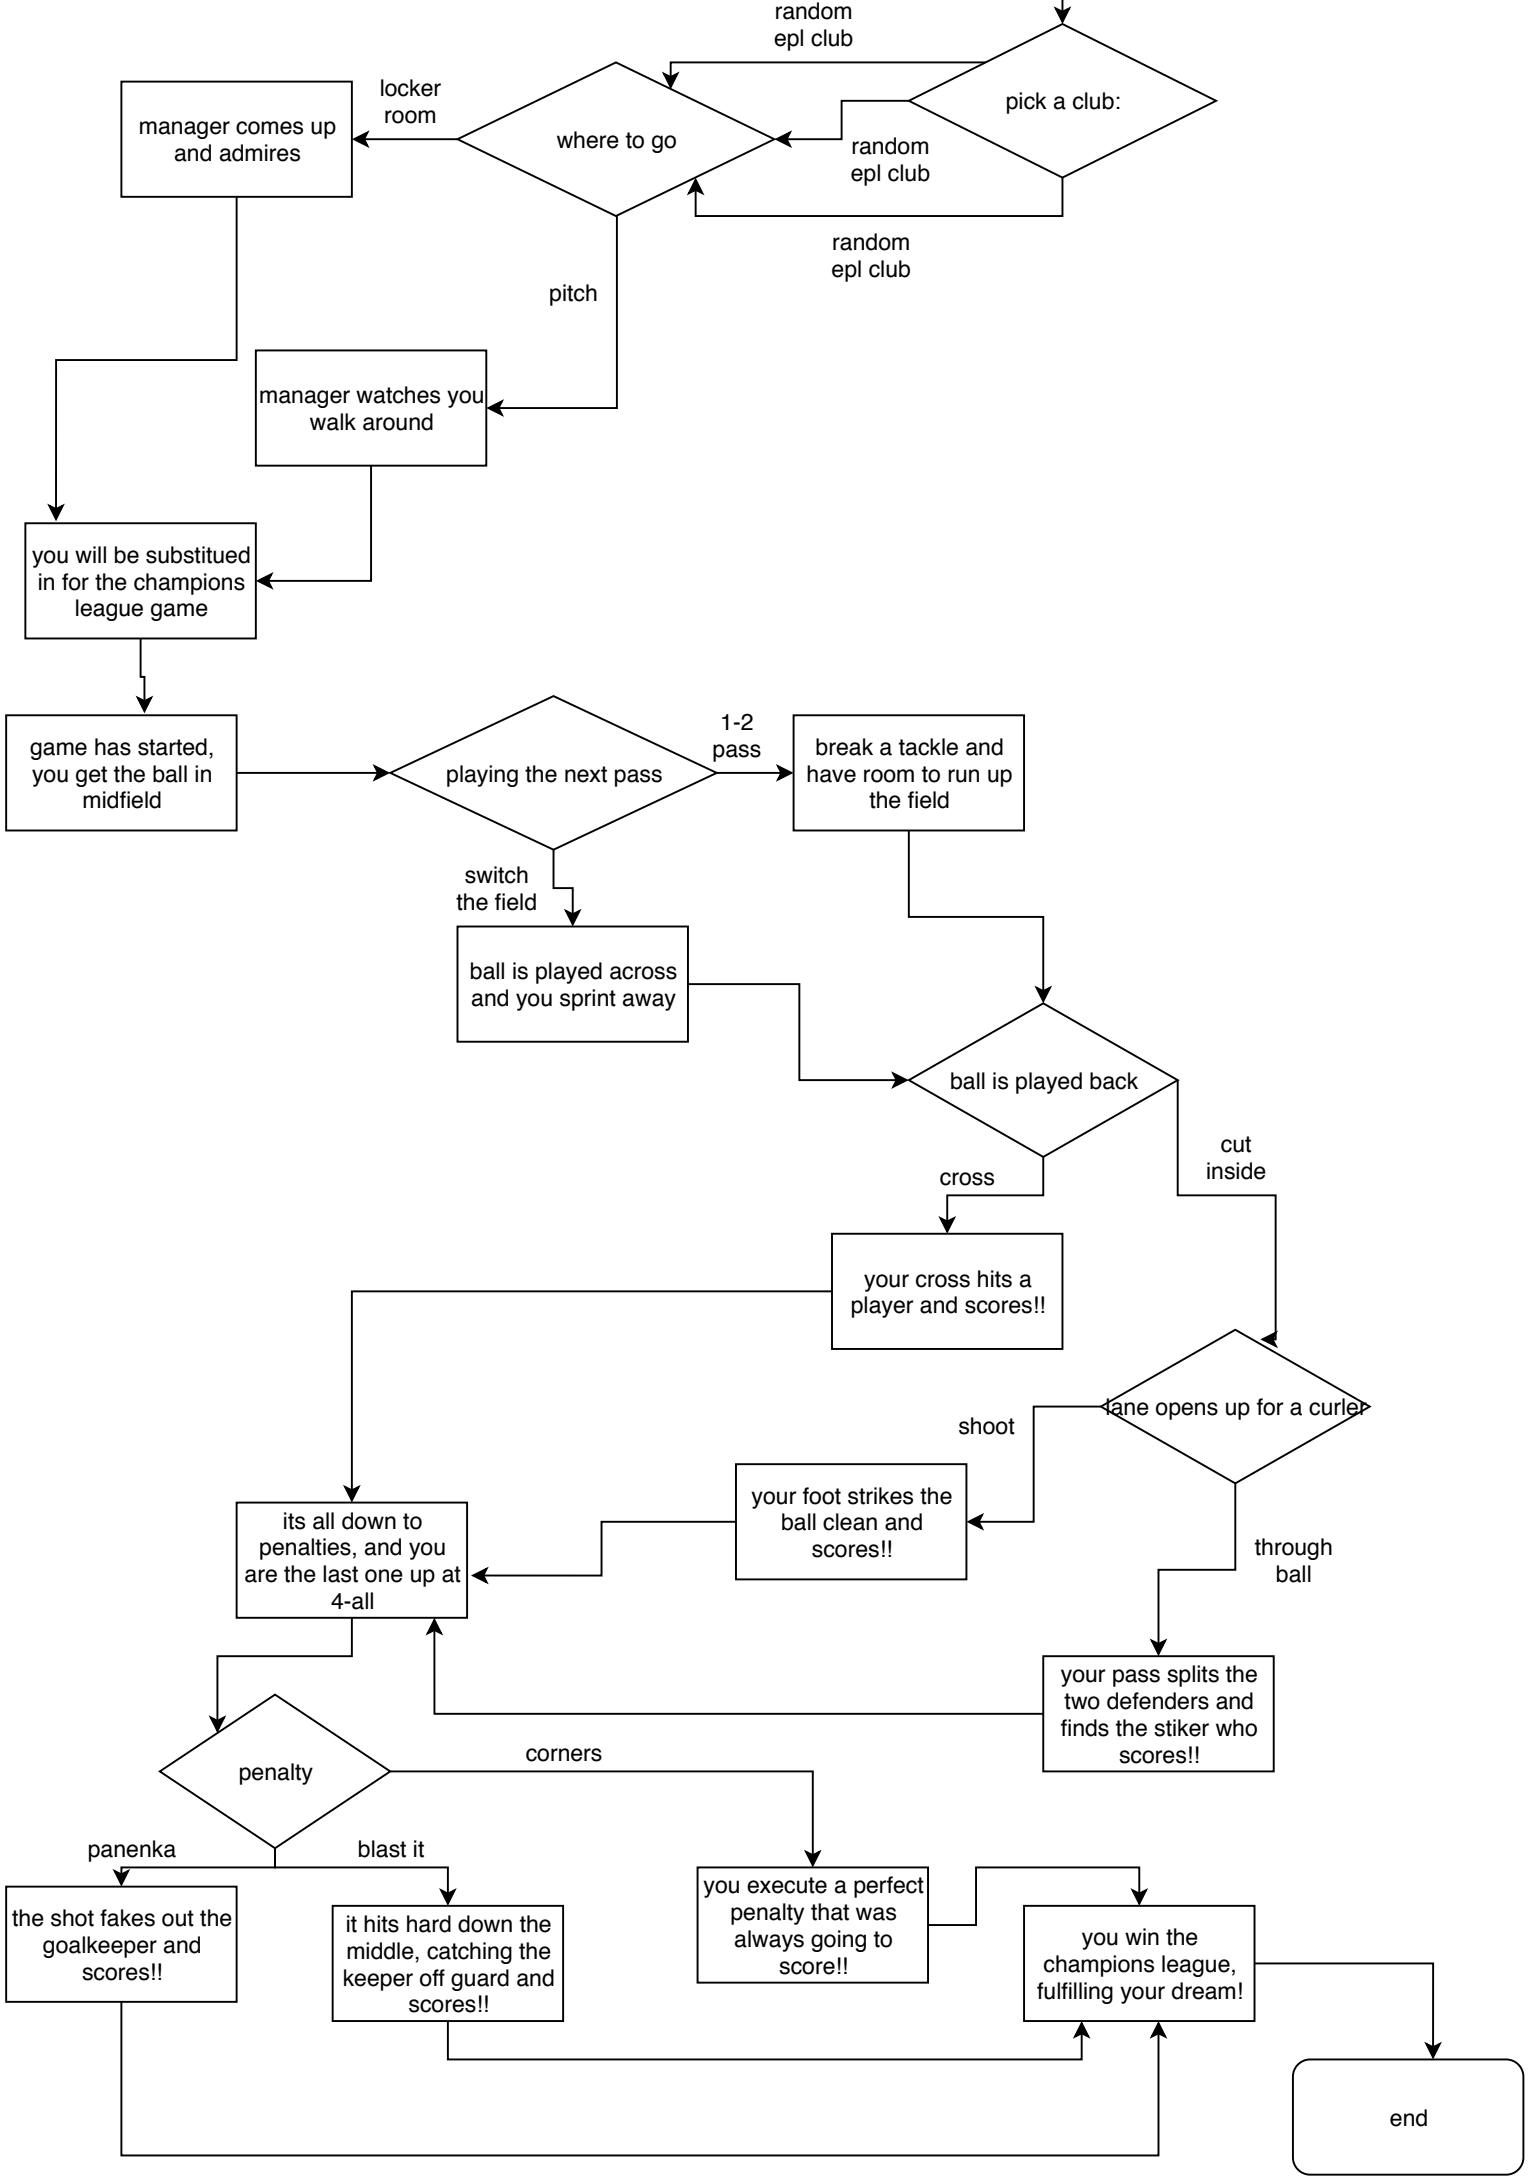 random
epl club
pick a club:
locker
room
where to go
manager comes up
and admires
random
epl club
random
epl club
pitch
manager watches you
walk around
you will be substitued
in for the champions
league game
game has started,
you get the ball in
midfield
playing the next pass
1-2
pass
break a tackle and
have room to run up
the field
switch
the field
ball is played across
and you sprint away
ball is played back
cut
inside
cross
your cross hits a
player and scores!!
lane opens up for a curler
shoot
your foot strikes the
ball clean and
scores!!
its all down to
penalties, and you
are the last one up at
4-all
through
ball
your pass splits the
two defenders and
finds the stiker who
scores!!
penalty
corners
panenka
blast it
the shot fakes out the
goalkeeper and
scores!!
it hits hard down the
middle, catching the
keeper off guard and
scores!!
you execute a perfect
penalty that was
always going to
score!!
you win the
champions league,
fulfilling your dream!
end